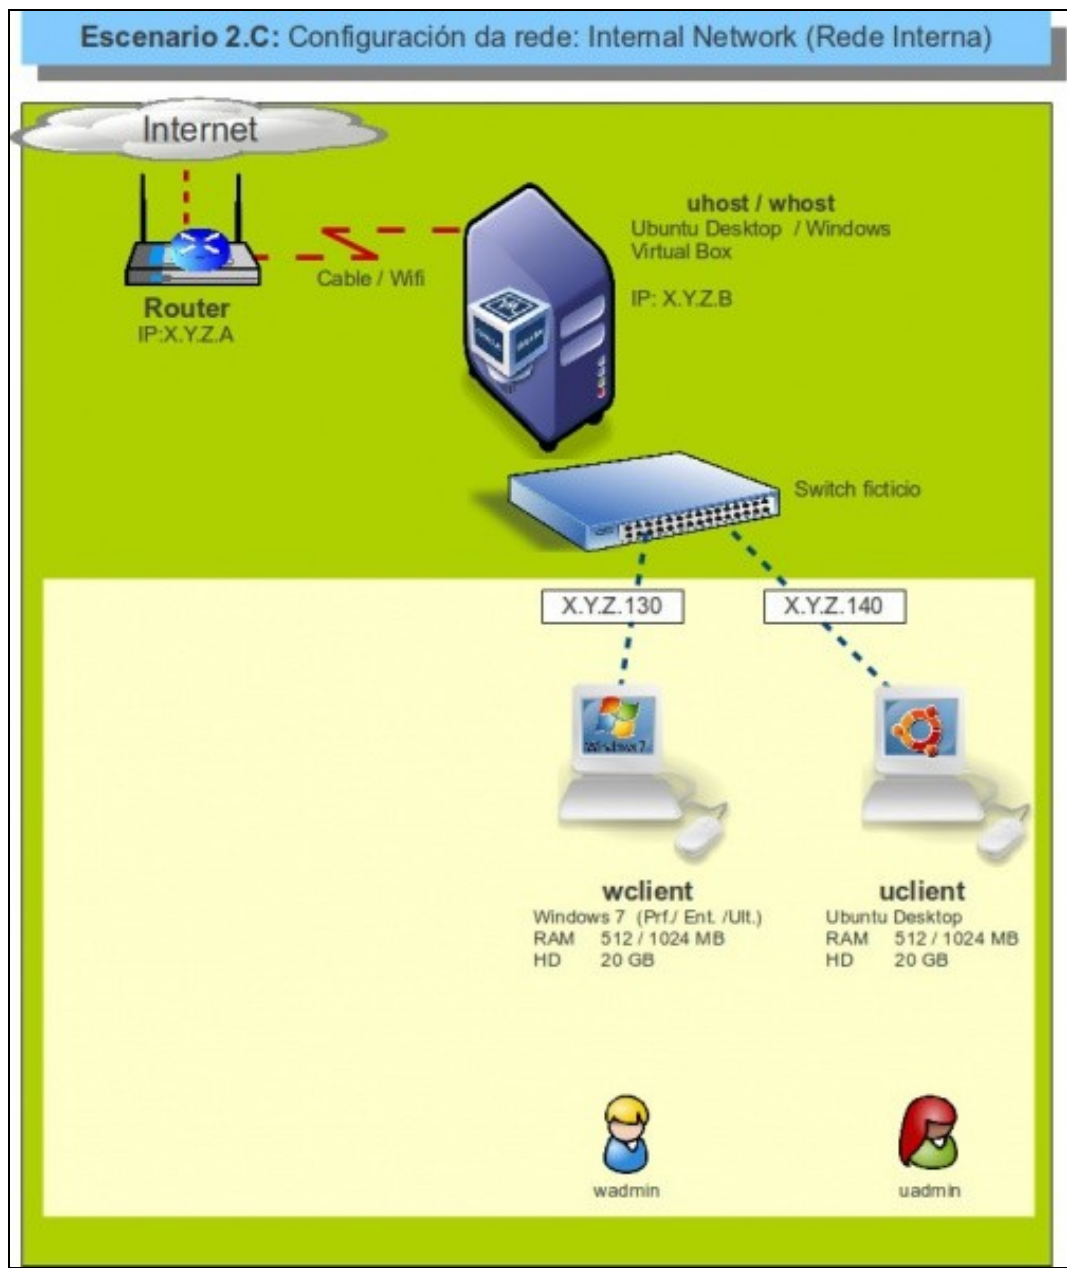 Escenario 2.C: Configuración da rede: Internal Network (Rede Interna)
Internet
uhost / whost
Ubuntu Desktop / Windows
Virtual Box
IP: X.Y.Z.B
Cable / Wifi
Router
IP:X.Y.Z.A
Switch ficticio
X.Y.Z.130
X.Y.Z.140
Windows 7
wclient
Windows 7 (Prf./ Ent. /Ult.)
RAM 512 / 1024 MB
HD 20 GB
uclient
Ubuntu Desktop
RAM 512 / 1024 MB
HD 20 GB
wadmin
uadmin